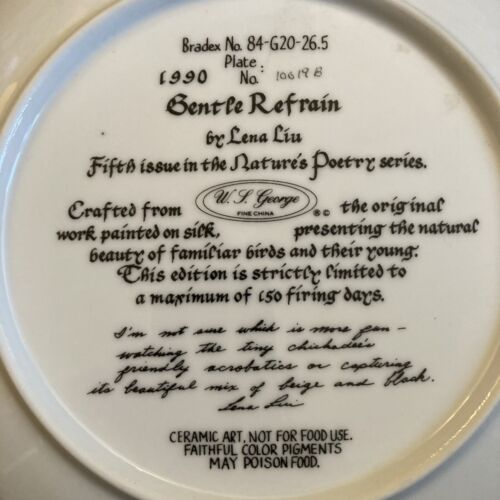 Bradex No. 84-G20-26.5
Plate
1990 No: 10619B
Gentle Refrain
by Lena Liu
Fifth issue in the Nature's Poetry series.
W. S. George
FINE CHINA
®©
Crafted from the original
work painted on silk, presenting the natural
beauty of familiar birds and their young.
This edition is strictly limited to
a maximum of 150 firing days.
I'm not sure which is more fun-
watching the tiny chickadee's
friendly acrobatics or capturing
its beautiful mix of beige and black.
Lena Liu
CERAMIC ART, NOT FOR FOOD USE.
FAITHFUL COLOR PIGMENTS
MAY POISON FOOD.